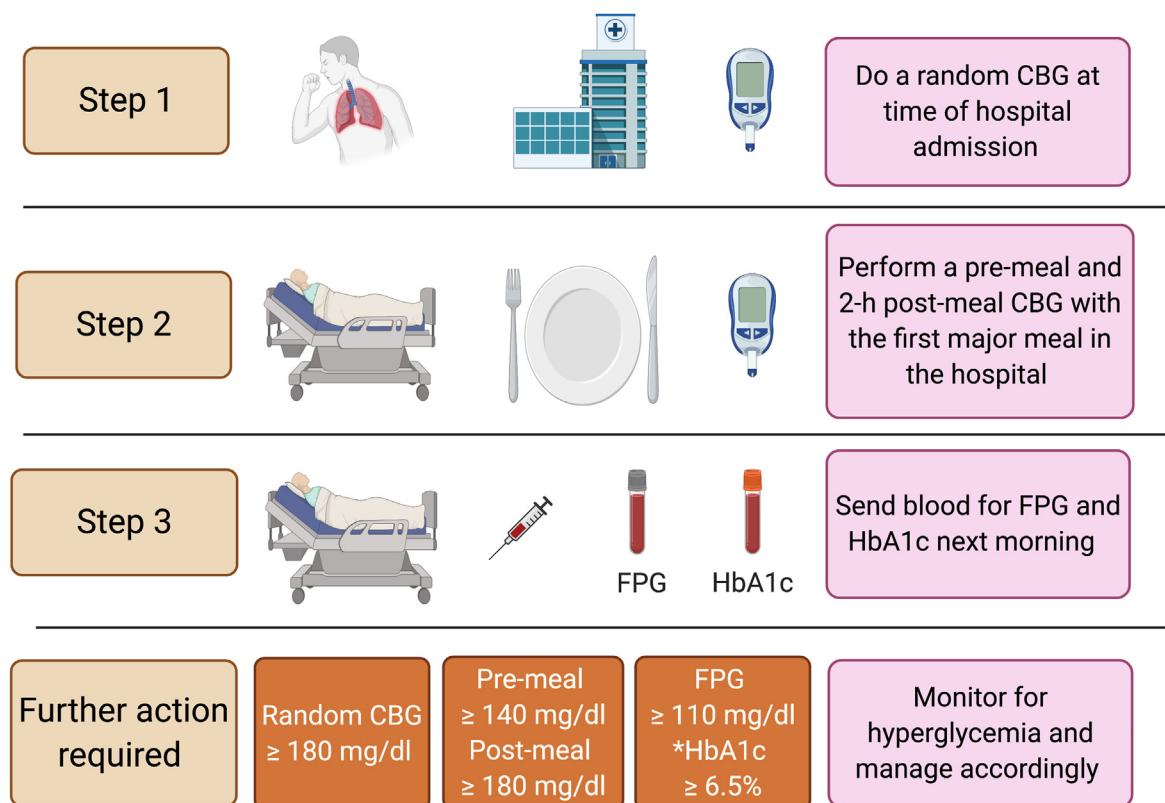 Step 1
Do a random CBG at
time of hospital
admission
Step 2
Perform a pre-meal and
2-h post-meal CBG with
the first major meal in
the hospital
Step 3
FPG
HbA1c
Send blood for FPG and
HbA1c next morning
Further action
required
Random CBG
≥ 180 mg/dl
Pre-meal
≥ 140 mg/dl
Post-meal
≥ 180 mg/dl
FPG
≥ 110 mg/dl
*HbA1c
≥ 6.5%
Monitor for
hyperglycemia and
manage accordingly